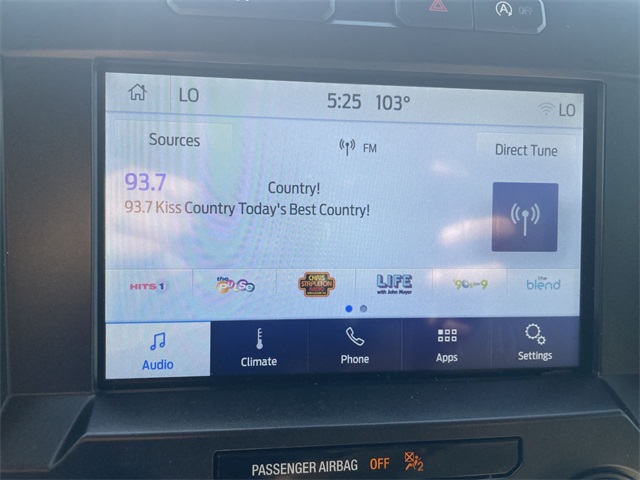 OFF
LO 5:25 103° LO
Sources FM Direct Tune
93.7 Country!
93.7 Kiss Country Today's Best Country!
HITS 1 the PULSE CHRIS STAPLETON RADIO LIFE with John Mayer 90s on 9 the blend
Audio Climate Phone Apps Settings
PASSENGER AIRBAG OFF 2